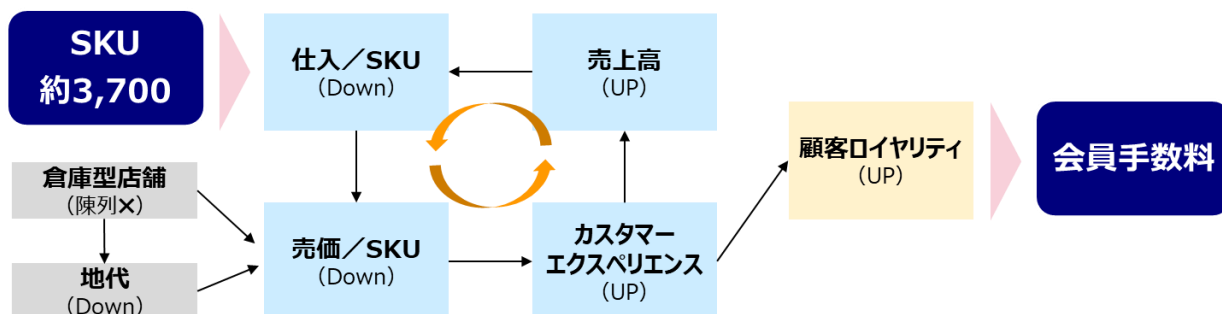 SKU
約3,700
仕入／SKU
（Down）
売上高
（UP）
倉庫型店舗
（陳列✕）
地代
（Down）
売価／SKU
（Down）
カスタマー
エクスペリエンス
（UP）
顧客ロイヤリティ
（UP）
会員手数料